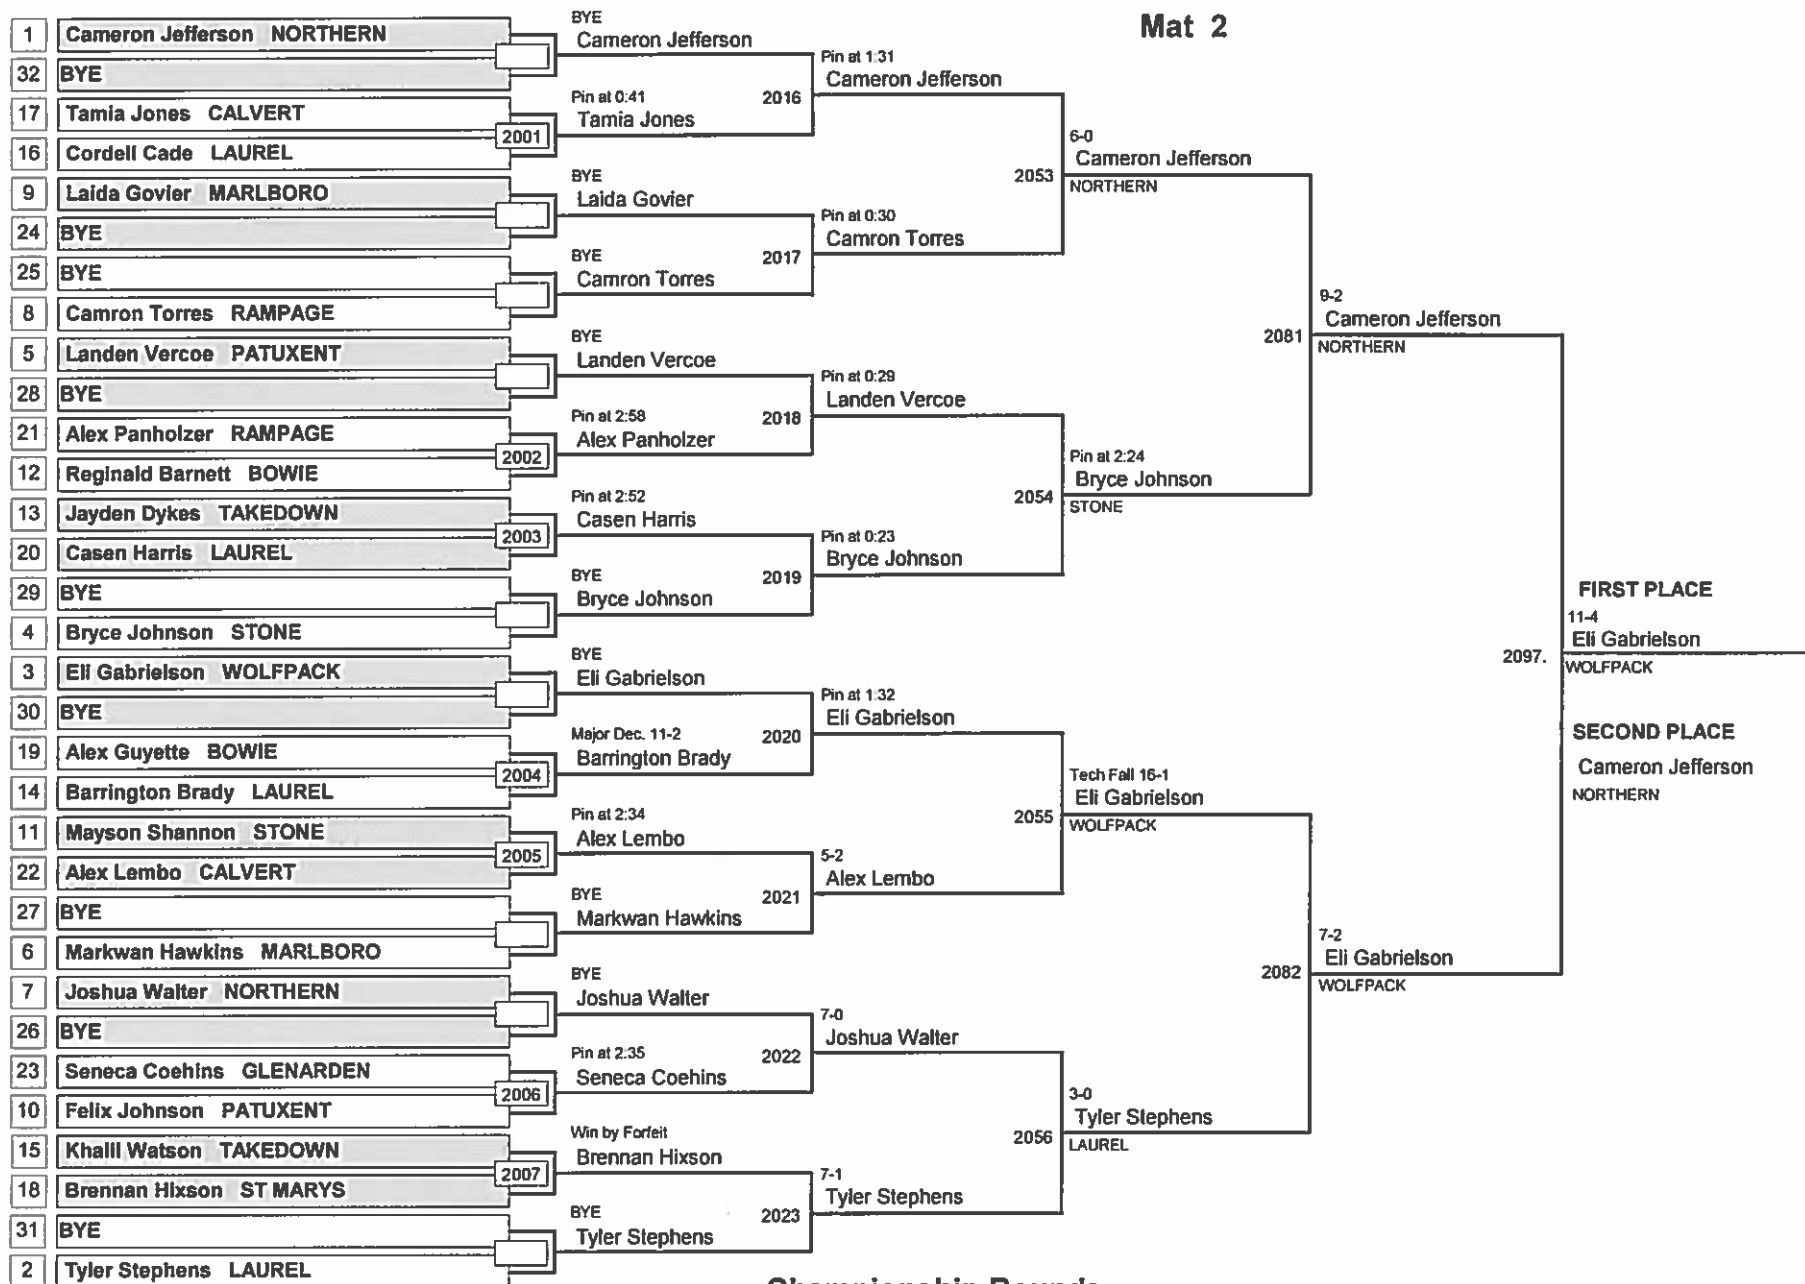 Mat 2
1 Cameron Jefferson NORTHERN
32 BYE
17 Tamia Jones CALVERT
2001
16 Cordell Cade LAUREL
9 Laida Govier MARLBORO
24 BYE
25 BYE
8 Camron Torres RAMPAGE
5 Landen Vercoe PATUXENT
28 BYE
21 Alex Panholzer RAMPAGE
2002
12 Reginald Barnett BOWIE
13 Jayden Dykes TAKEDOWN
2003
20 Casen Harris LAUREL
29 BYE
4 Bryce Johnson STONE
3 Eli Gabrielson WOLFPACK
30 BYE
19 Alex Guyette BOWIE
2004
14 Barrington Brady LAUREL
11 Mayson Shannon STONE
2005
22 Alex Lembo CALVERT
27 BYE
6 Markwan Hawkins MARLBORO
7 Joshua Walter NORTHERN
26 BYE
23 Seneca Coehins GLENARDEN
2006
10 Felix Johnson PATUXENT
15 Khalil Watson TAKEDOWN
2007
18 Brennan Hixson ST MARYS
31 BYE
2 Tyler Stephens LAUREL
BYE
Cameron Jefferson
Pin at 0:41
2016
Tamia Jones
BYE
Laida Govier
BYE
2017
Camron Torres
BYE
Landen Vercoe
Pin at 2:58
2018
Alex Panholzer
Pin at 2:52
Casen Harris
BYE
2019
Bryce Johnson
BYE
Eli Gabrielson
Major Dec. 11-2
2020
Barrington Brady
Pin at 2:34
Alex Lembo
BYE
2021
Markwan Hawkins
BYE
Joshua Walter
Pin at 2:35
2022
Seneca Coehins
Win by Forfeit
Brennan Hixson
BYE
2023
Tyler Stephens
Pin at 1:31
Cameron Jefferson
2053
Pin at 0:30
Camron Torres
Pin at 0:29
Landen Vercoe
2054
Pin at 0:23
Bryce Johnson
Pin at 1:32
Eli Gabrielson
2055
5-2
Alex Lembo
7-0
Joshua Walter
2056
7-1
Tyler Stephens
6-0
Cameron Jefferson
NORTHERN
2081
Pin at 2:24
Bryce Johnson
STONE
Tech Fall 16-1
Eli Gabrielson
WOLFPACK
2082
3-0
Tyler Stephens
LAUREL
9-2
Cameron Jefferson
NORTHERN
2097.
7-2
Eli Gabrielson
WOLFPACK
FIRST PLACE
11-4
Eli Gabrielson
WOLFPACK
SECOND PLACE
Cameron Jefferson
NORTHERN